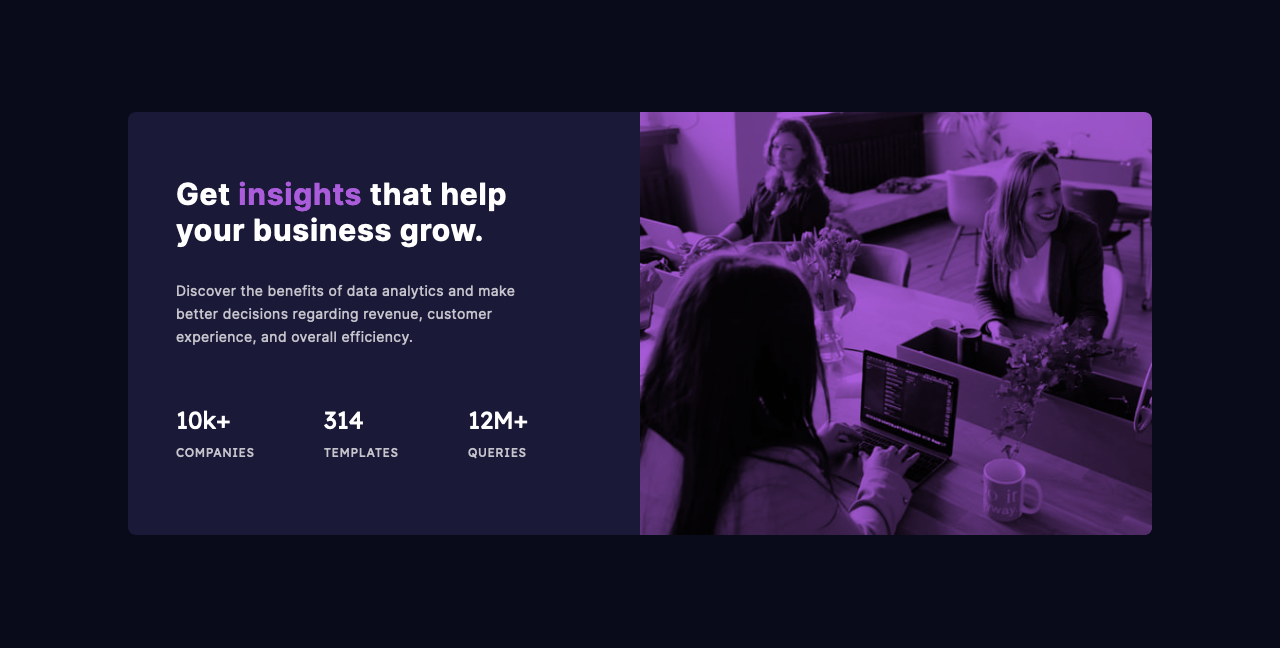 Get insights that help
your business grow.
Discover the benefits of data analytics and make
better decisions regarding revenue, customer
experience, and overall efficiency.
10k+ 314 12M+
COMPANIES TEMPLATES QUERIES